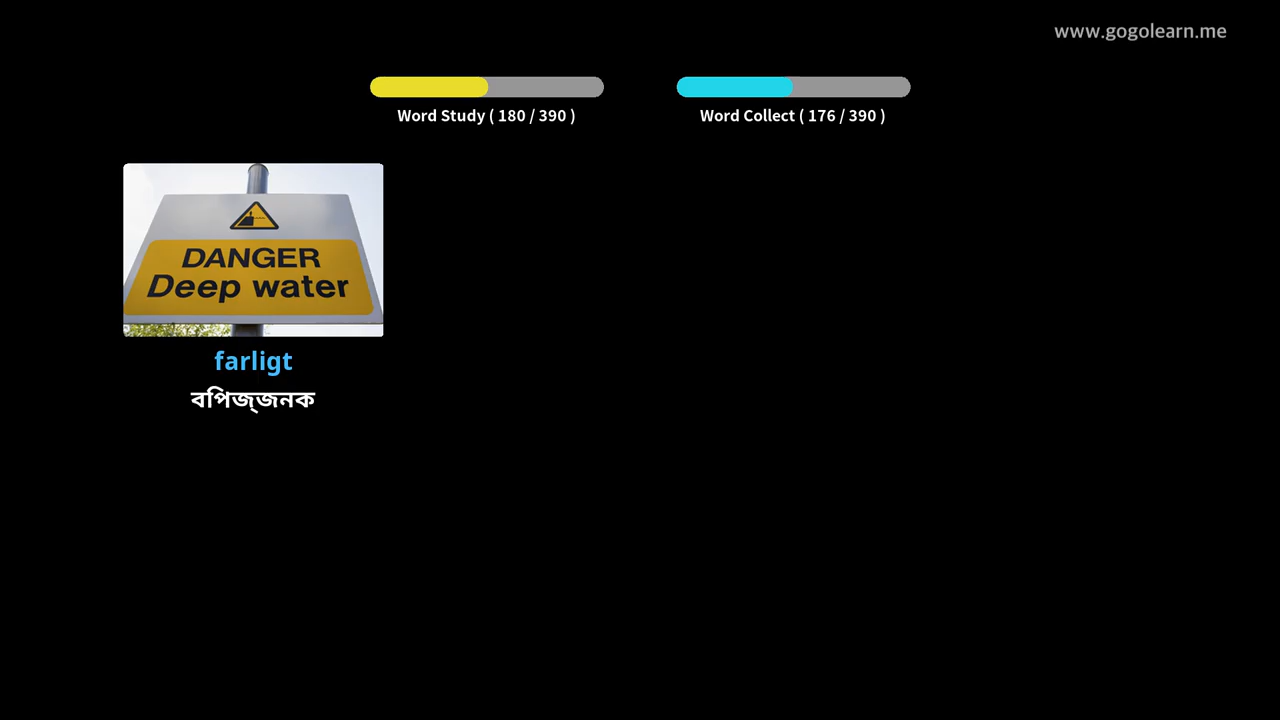 www.gogolearn.me
Word Study ( 180 / 390 )
Word Collect ( 176 / 390 )
DANGER
Deep water
farligt
বপিজ্জনক